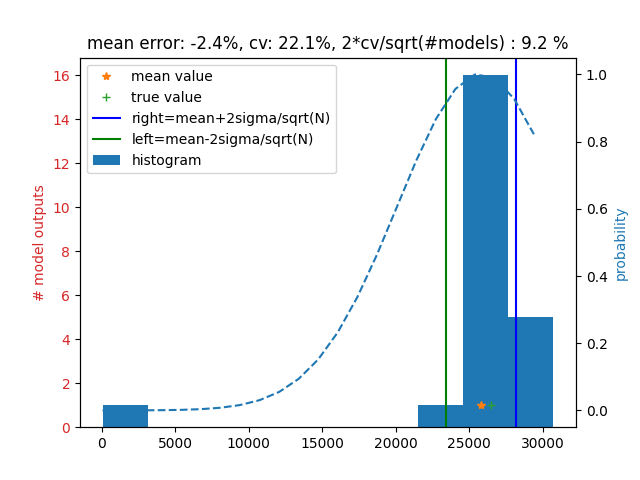 mean error: -2.4%, cv: 22.1%, 2*cv/sqrt(#models) : 9.2 %
mean value
true value
right=mean+2sigma/sqrt(N)
left=mean-2sigma/sqrt(N)
histogram
# model outputs
16
14
12
10
8
6
4
2
0
1.0
0.8
0.6
0.4
0.2
0.0
probability
0 5000 10000 15000 20000 25000 30000